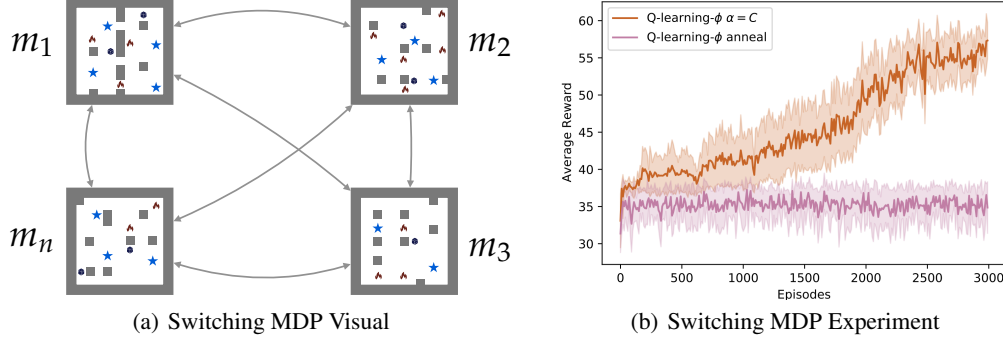 m1
m2
mn
m3
(a) Switching MDP Visual
Q-learning-ϕ α = C
Q-learning-ϕ anneal
Average Reward
60
55
50
45
40
35
30
0 500 1000 1500 2000 2500 3000
Episodes
(b) Switching MDP Experiment